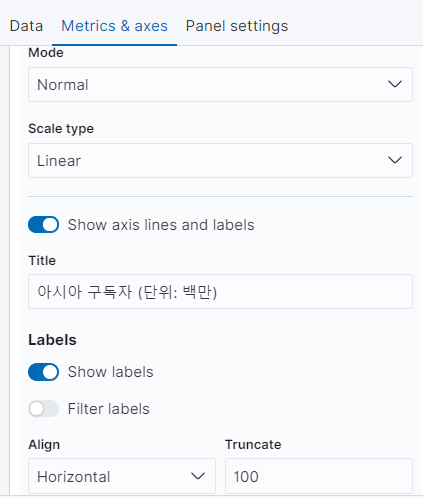 Data Metrics & axes Panel settings
Mode
Normal
Scale type
Linear
Show axis lines and labels
Title
아시아 구독자 (단위: 백만)
Labels
Show labels
Filter labels
Align Truncate
Horizontal 100